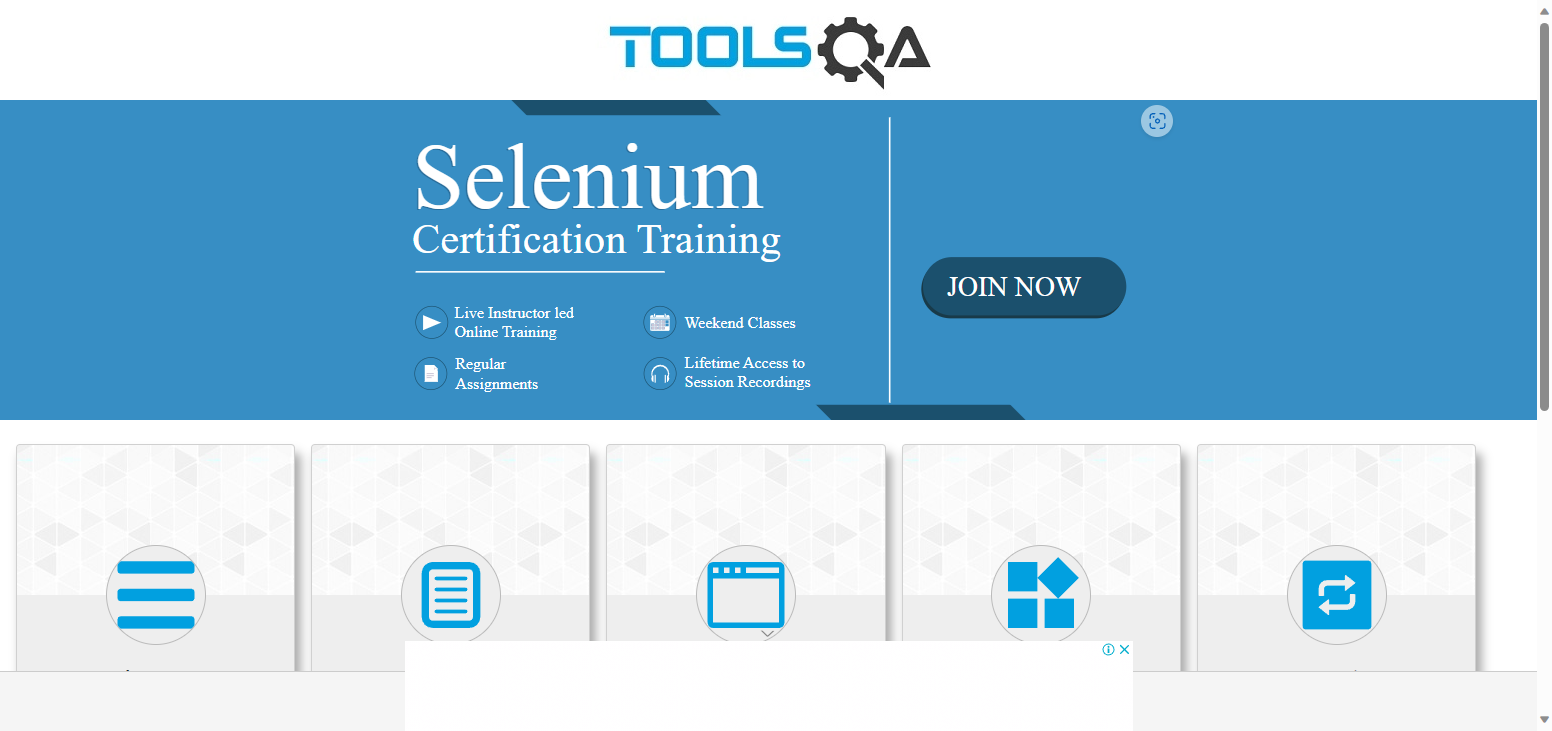 TOOLSQA
Selenium
Certification Training
Live Instructor led
Online Training
Weekend Classes
Regular
Assignments
Lifetime Access to
Session Recordings
JOIN NOW